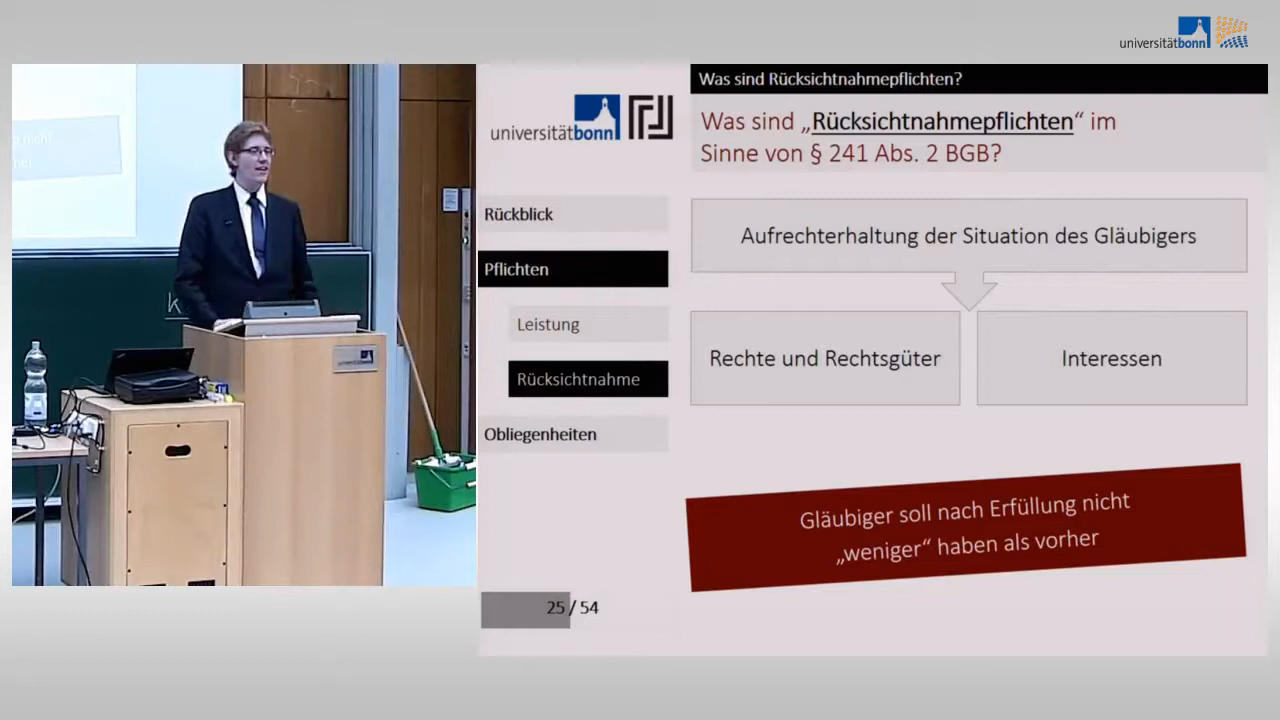 universitätbonn
Was sind Rücksichtnahmepflichten?
universitätbonn
Was sind „Rücksichtnahmepflichten“ im
Sinne von § 241 Abs. 2 BGB?
Rückblick
Pflichten
Leistung
Rücksichtnahme
Obliegenheiten
Aufrechterhaltung der Situation des Gläubigers
Rechte und Rechtsgüter
Interessen
Gläubiger soll nach Erfüllung nicht
„weniger“ haben als vorher
25 / 54
nicht
k
universitätbonn